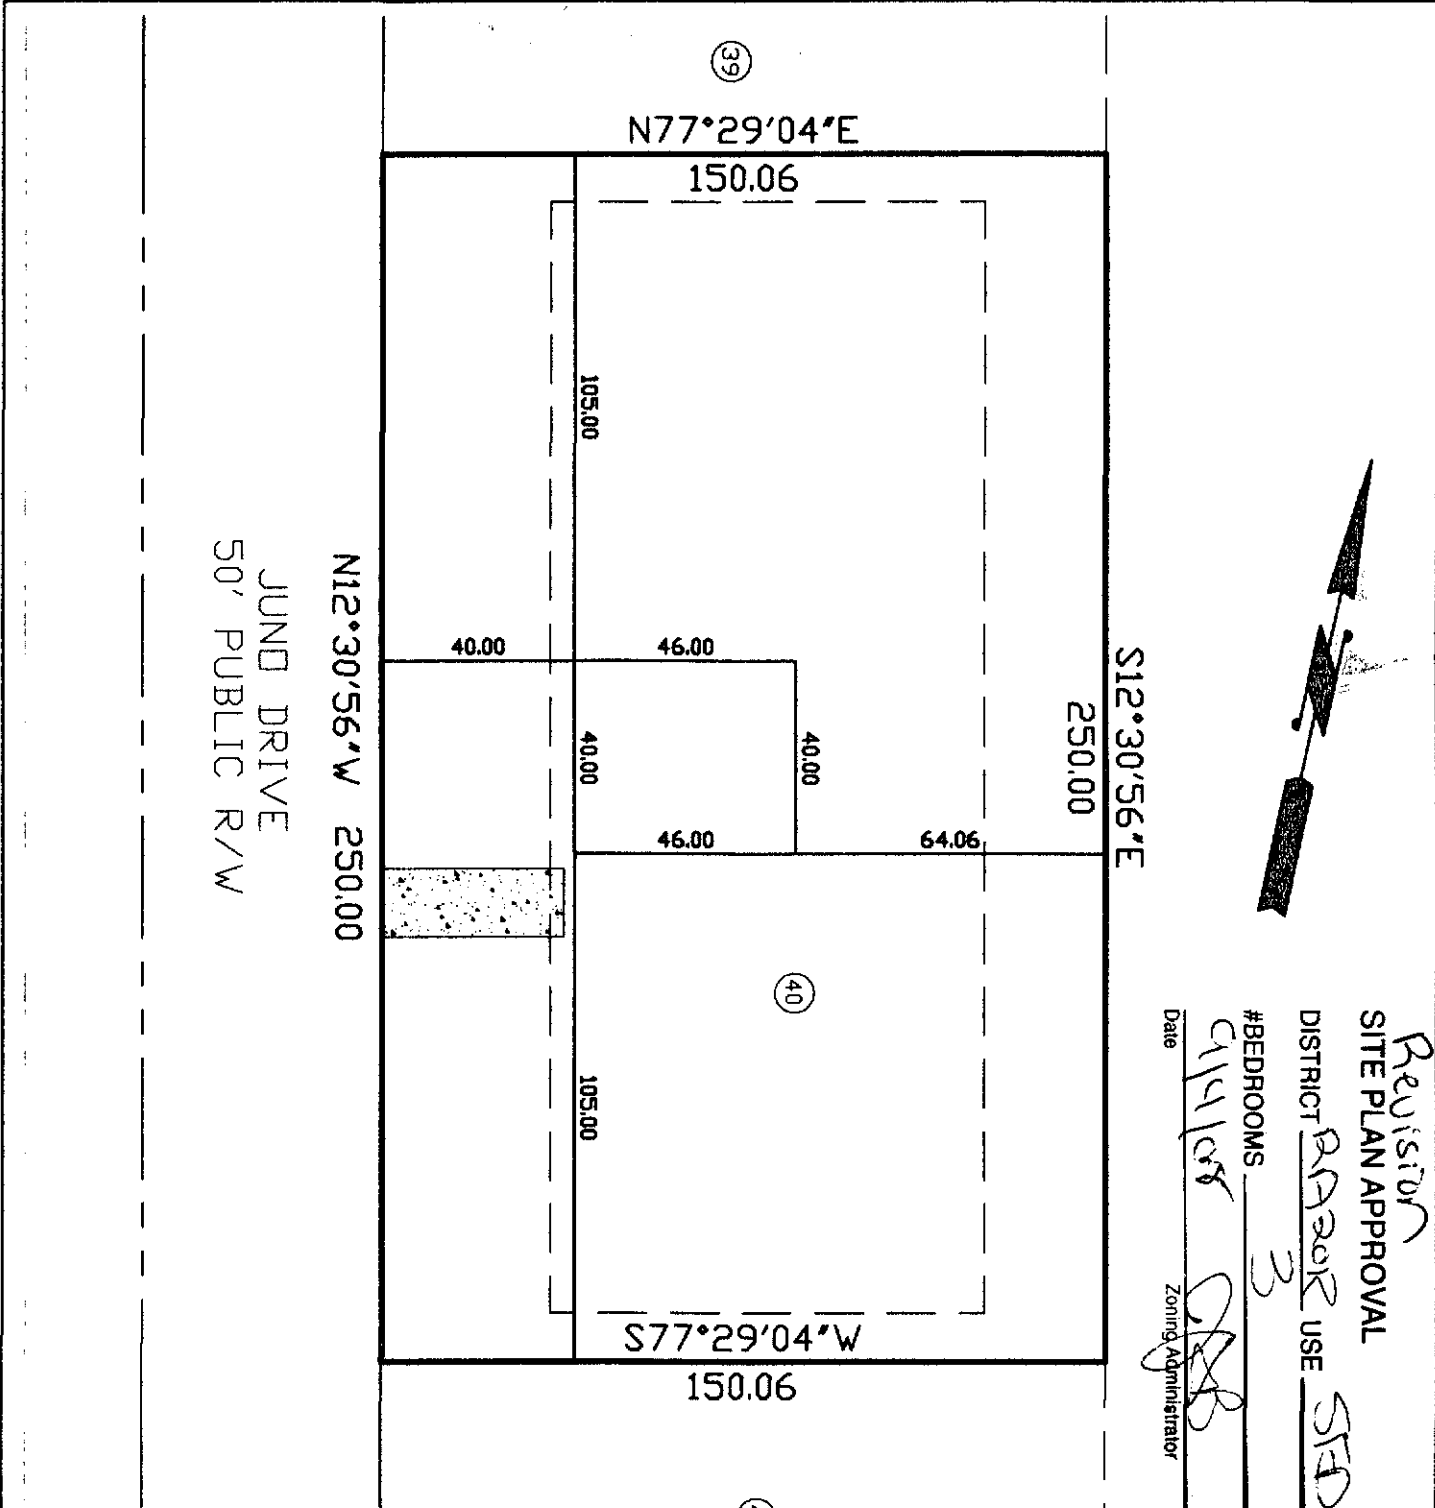 39
N77°29'04"E
150.06
105.00
40.00
46.00
40.00
40.00
46.00
64.06
S12°30'56"E
250.00
N12°30'56"W 250.00
JUNO DRIVE
50' PUBLIC R/W
40
105.00
S77°29'04"W
150.06
Revision
SITE PLAN APPROVAL
DISTRICT RA20R USE SFD
#BEDROOMS 3
Date
Zoning Administrator